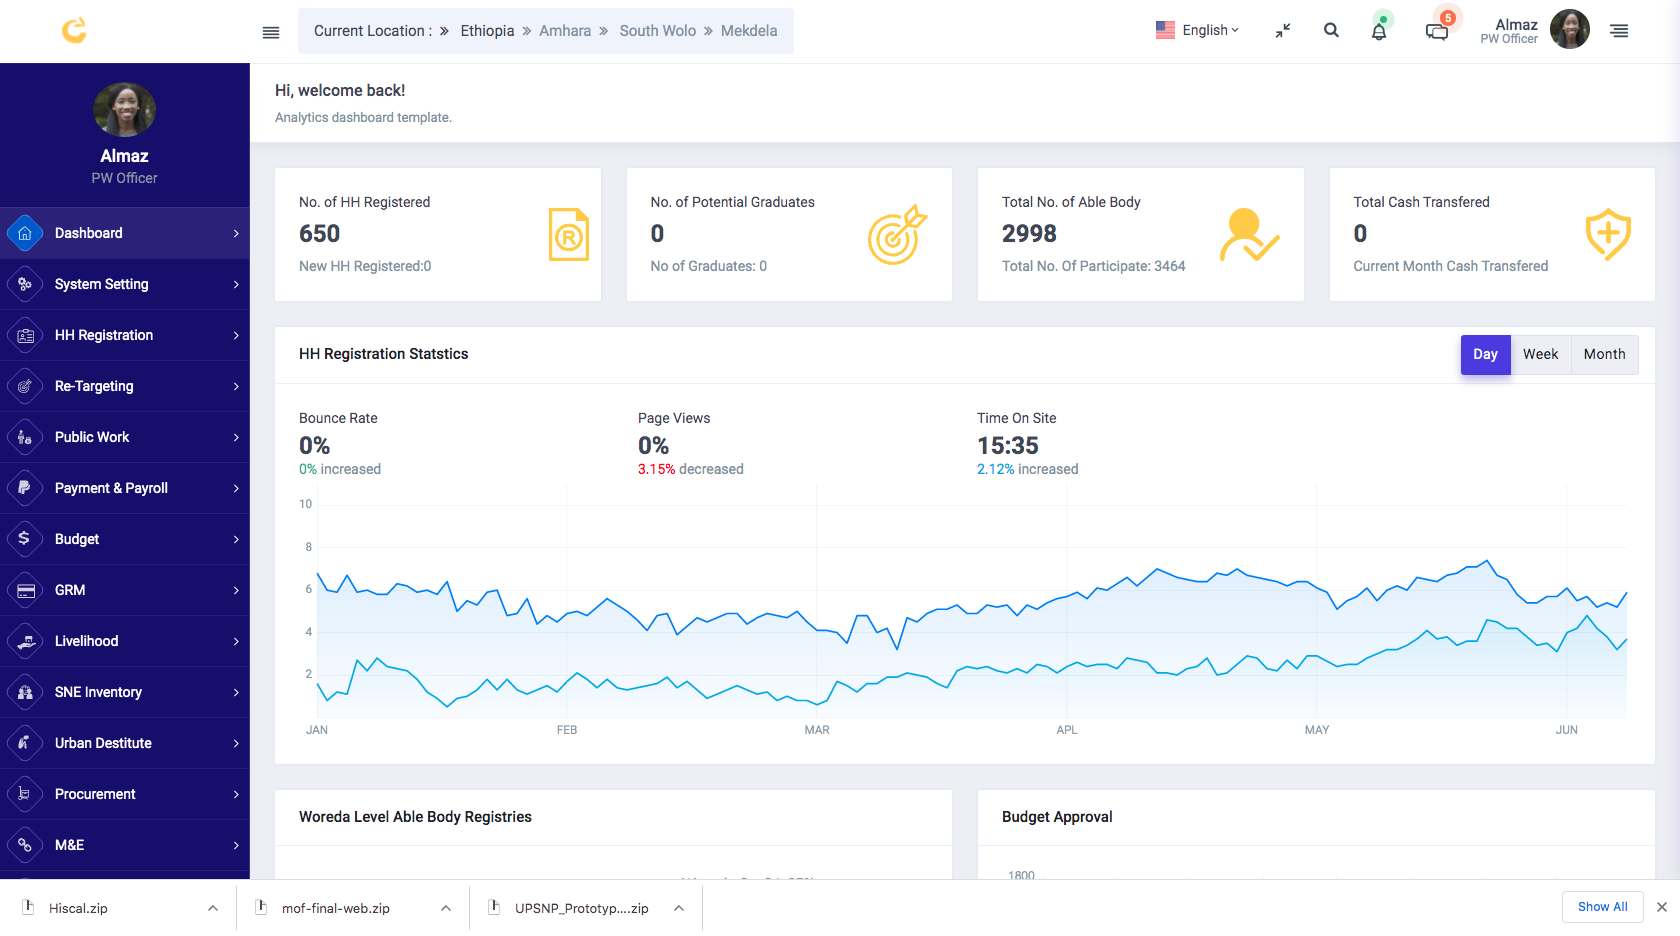 Current Location : » Ethiopia » Amhara » South Wolo » Mekdela
English
5
Almaz
PW Officer
Almaz
PW Officer
Dashboard
System Setting
HH Registration
Re-Targeting
Public Work
Payment & Payroll
Budget
GRM
Livelihood
SNE Inventory
Urban Destitute
Procurement
M&E
Hi, welcome back!
Analytics dashboard template.
No. of HH Registered
650
New HH Registered:0
No. of Potential Graduates
0
No of Graduates: 0
Total No. of Able Body
2998
Total No. Of Participate: 3464
Total Cash Transfered
0
Current Month Cash Transfered
HH Registration Statstics
Day Week Month
Bounce Rate
0%
0% increased
Page Views
0%
3.15% decreased
Time On Site
15:35
2.12% increased
10
8
6
4
2
JAN FEB MAR APL MAY JUN
Woreda Level Able Body Registries
Budget Approval
1800
Hiscal.zip
mof-final-web.zip
UPSNP_Prototyp....zip
Show All